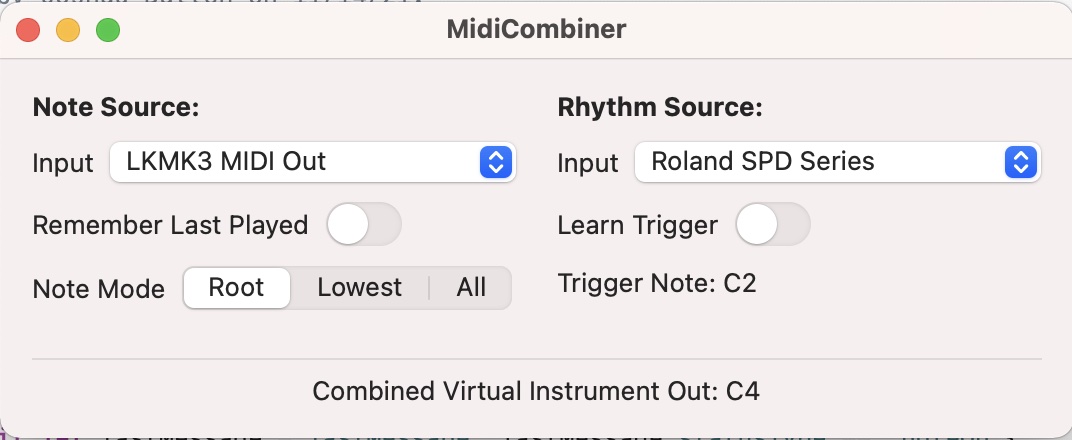 MidiCombiner
Note Source:
Input LKMK3 MIDI Out
Remember Last Played
Note Mode Root Lowest All
Rhythm Source:
Input Roland SPD Series
Learn Trigger
Trigger Note: C2
Combined Virtual Instrument Out: C4